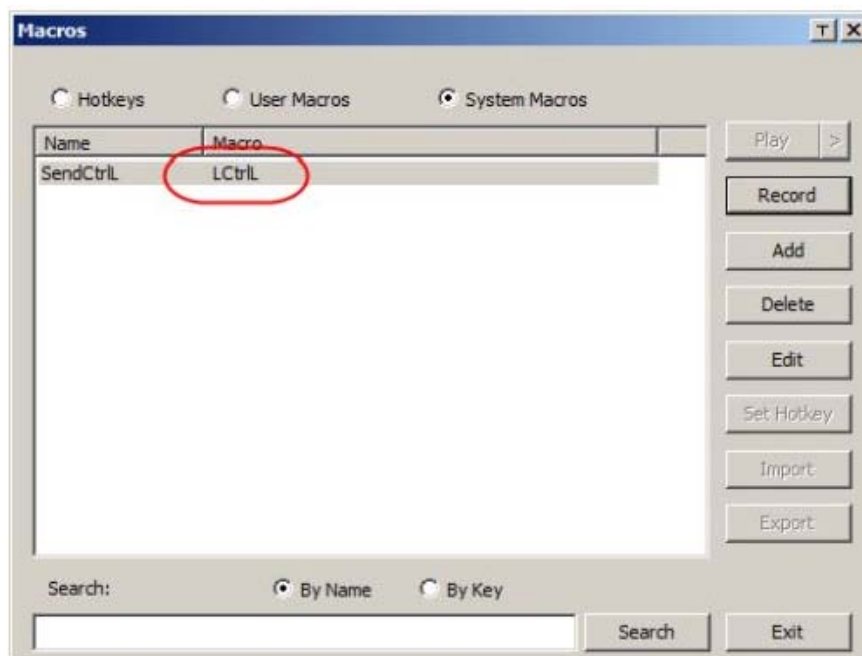 Macros
Hotkeys User Macros System Macros
Name Macro
SendCtrlL LCtrlL
Play >
Record
Add
Delete
Edit
Set Hotkey
Import
Export
Search: By Name By Key
Search Exit